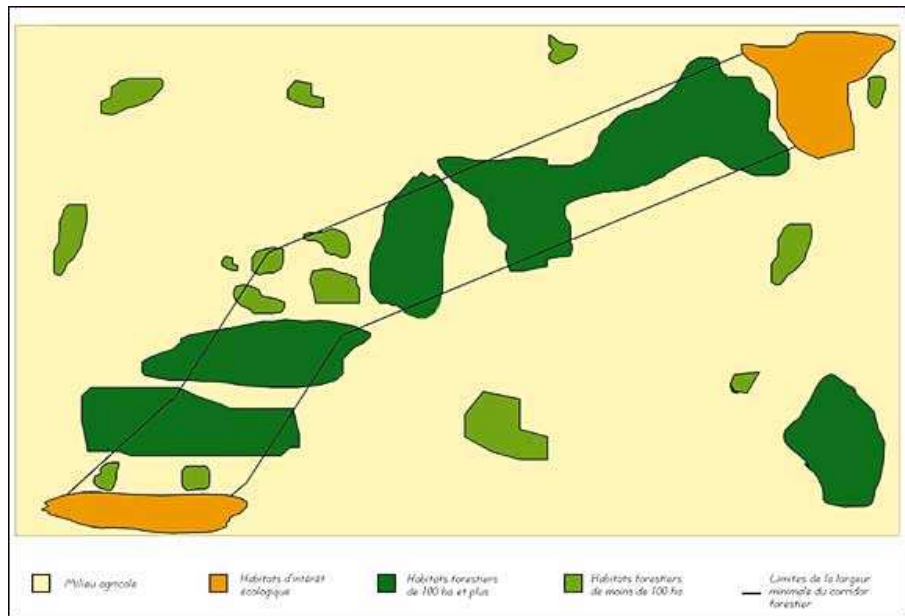 Milieu agricole
Habitats d'intérêt
écologique
Habitats forestiers
de 100 ha et plus
Habitats forestiers
de moins de 100 ha
Limites de la largeur
minimale du corridor
forestier